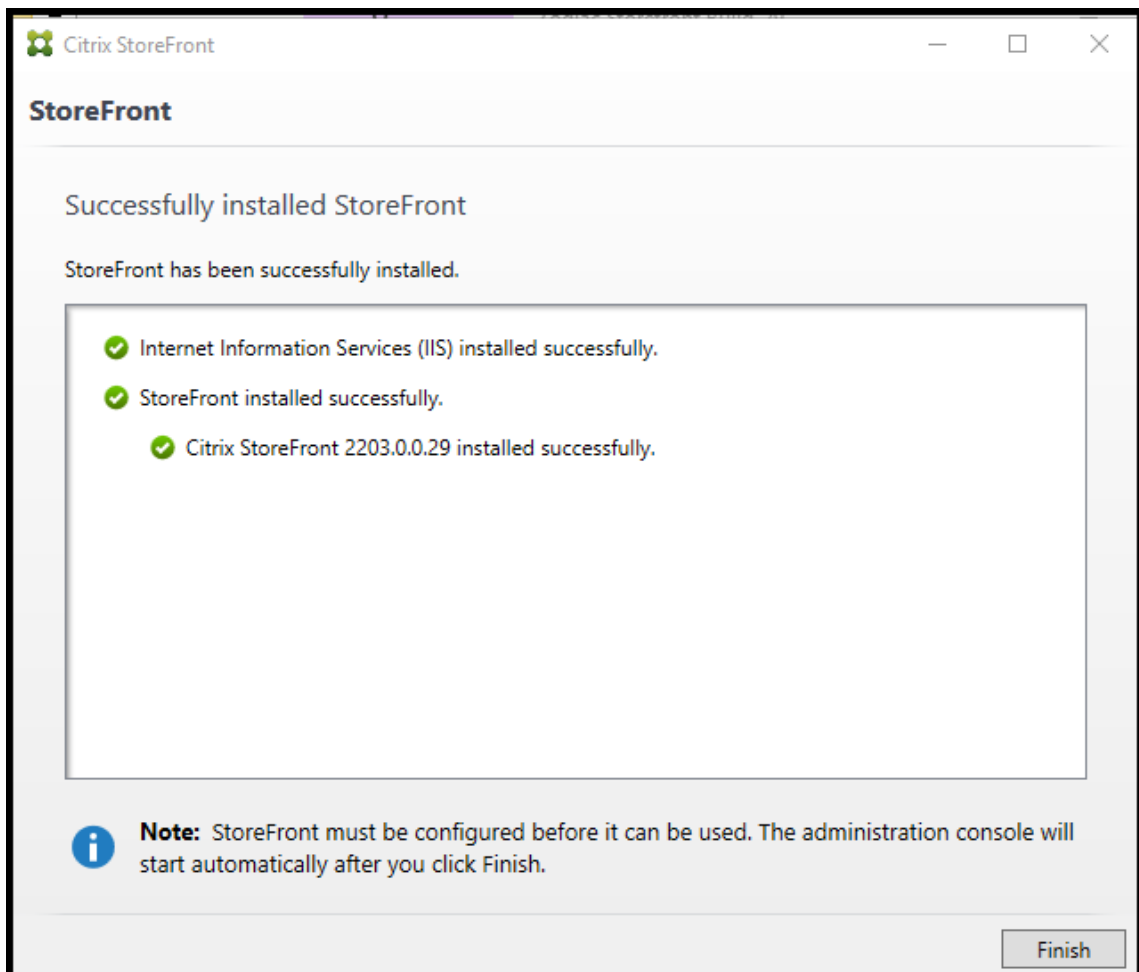 Citrix StoreFront
StoreFront
Successfully installed StoreFront
StoreFront has been successfully installed.
Internet Information Services (IIS) installed successfully.
StoreFront installed successfully.
Citrix StoreFront 2203.0.0.29 installed successfully.
Note: StoreFront must be configured before it can be used. The administration console will
start automatically after you click Finish.
Finish